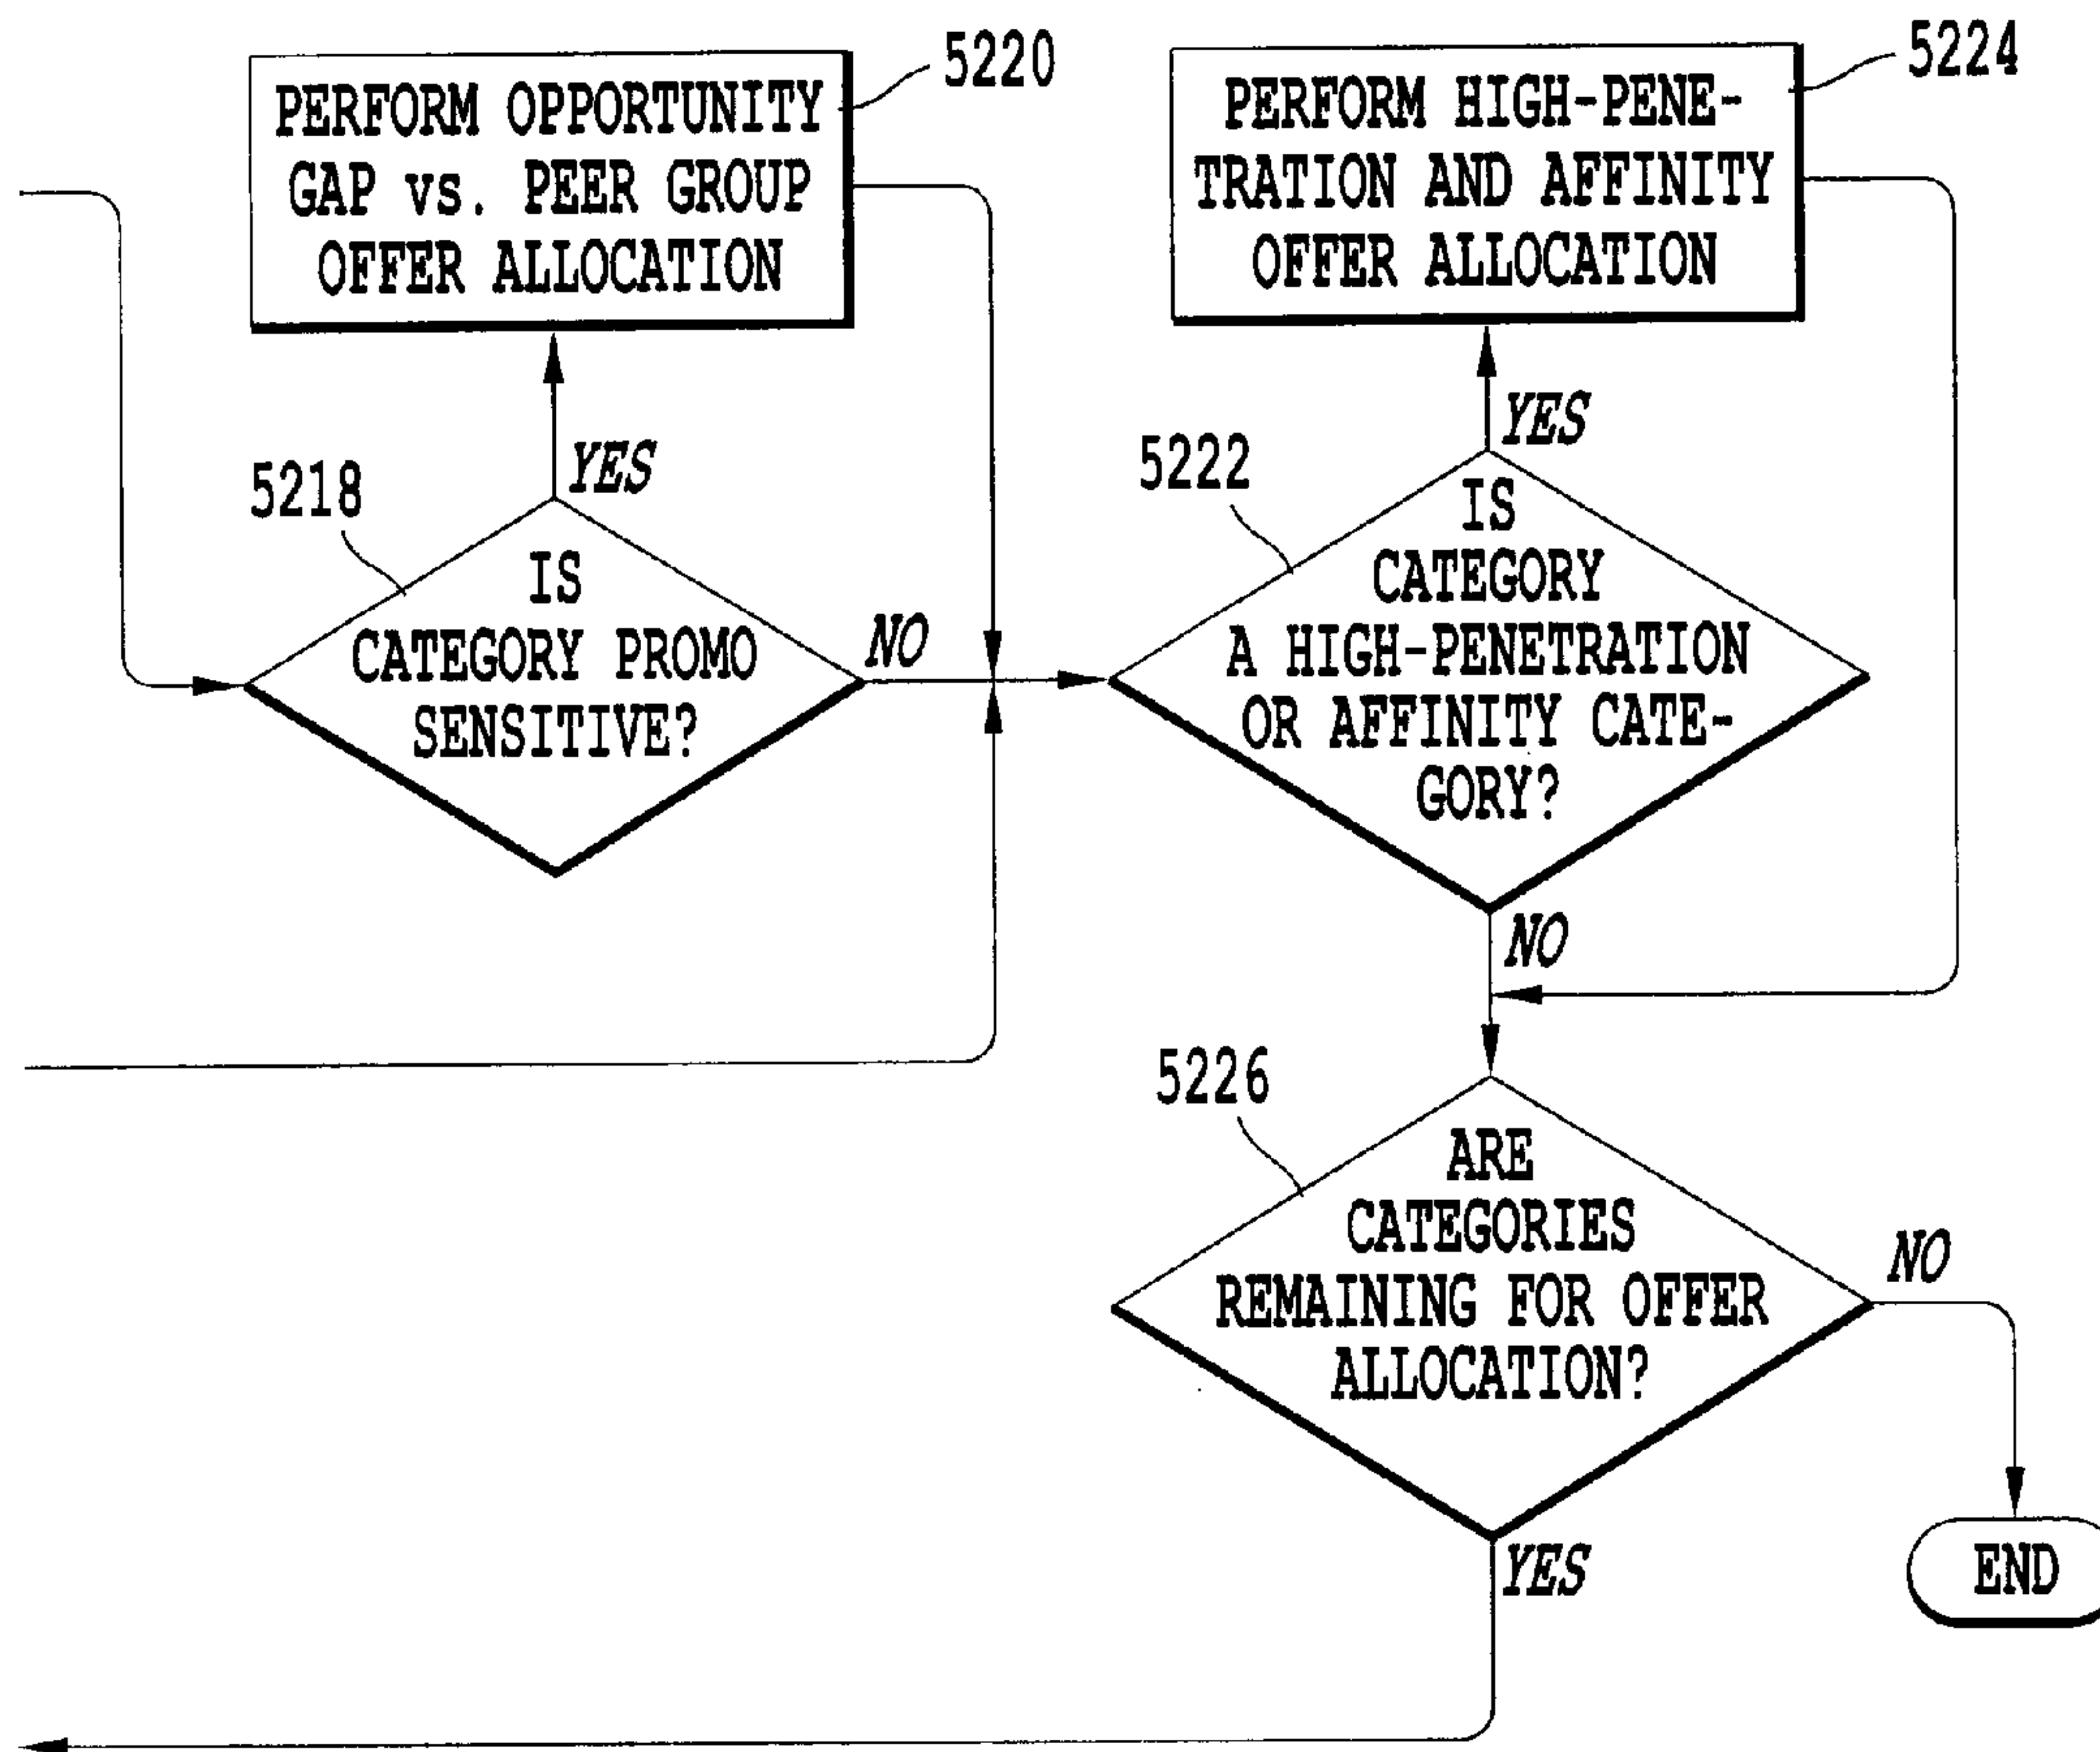 5220
PERFORM OPPORTUNITY
GAP vs. PEER GROUP
OFFER ALLOCATION
5224
PERFORM HIGH-PENE-
TRATION AND AFFINITY
OFFER ALLOCATION
YES
5218
IS
CATEGORY PROMO
SENSITIVE?
NO
YES
5222
IS
CATEGORY
A HIGH-PENETRATION
OR AFFINITY CATE-
GORY?
NO
5226
ARE
CATEGORIES
REMAINING FOR OFFER
ALLOCATION?
NO
YES
END